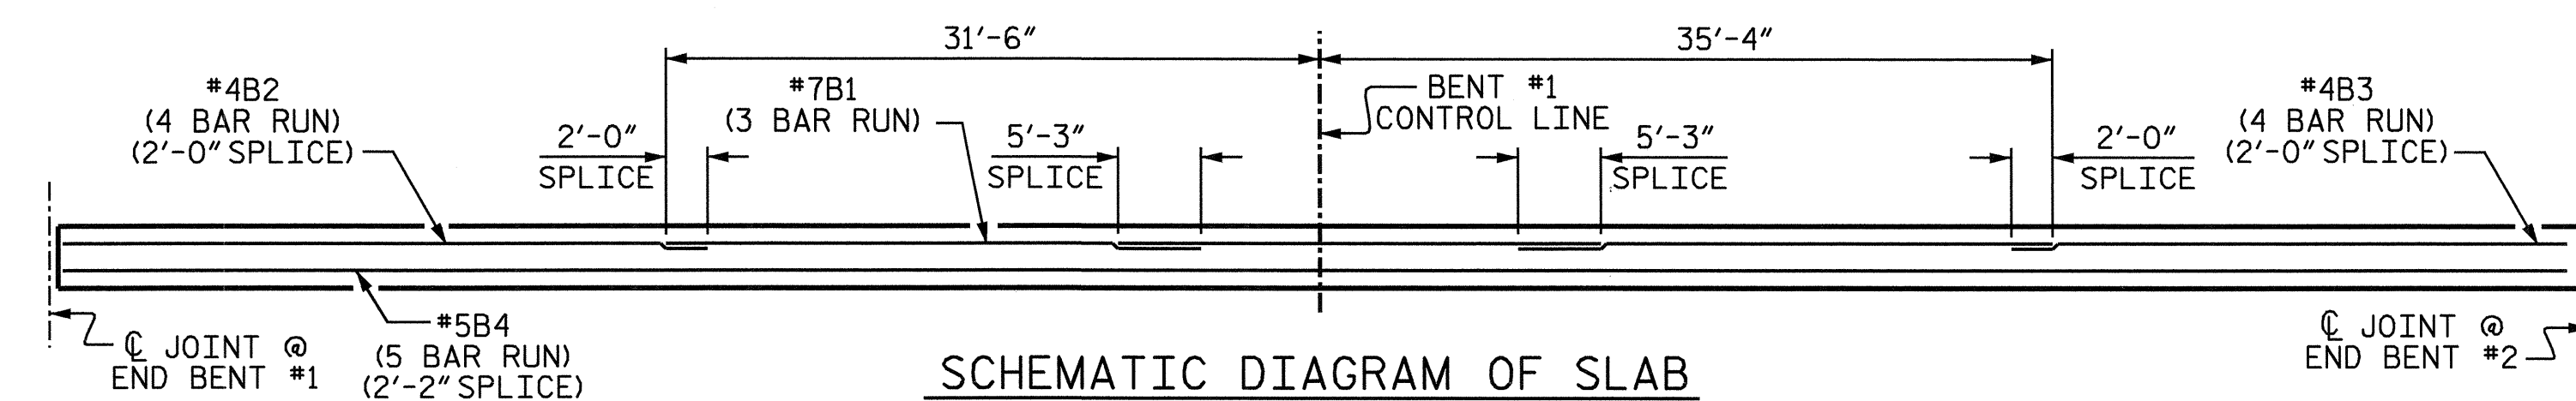 31'-6"
35'-4"
#4B2
(4 BAR RUN)
(2'-0" SPLICE)
2'-0"
SPLICE
#7B1
(3 BAR RUN)
5'-3"
SPLICE
BENT #1
CONTROL LINE
5'-3"
SPLICE
2'-0"
SPLICE
#4B3
(4 BAR RUN)
(2'-0" SPLICE)
℄ JOINT @
END BENT #1
#5B4
(5 BAR RUN)
(2'-2" SPLICE)
SCHEMATIC DIAGRAM OF SLAB
℄ JOINT @
END BENT #2